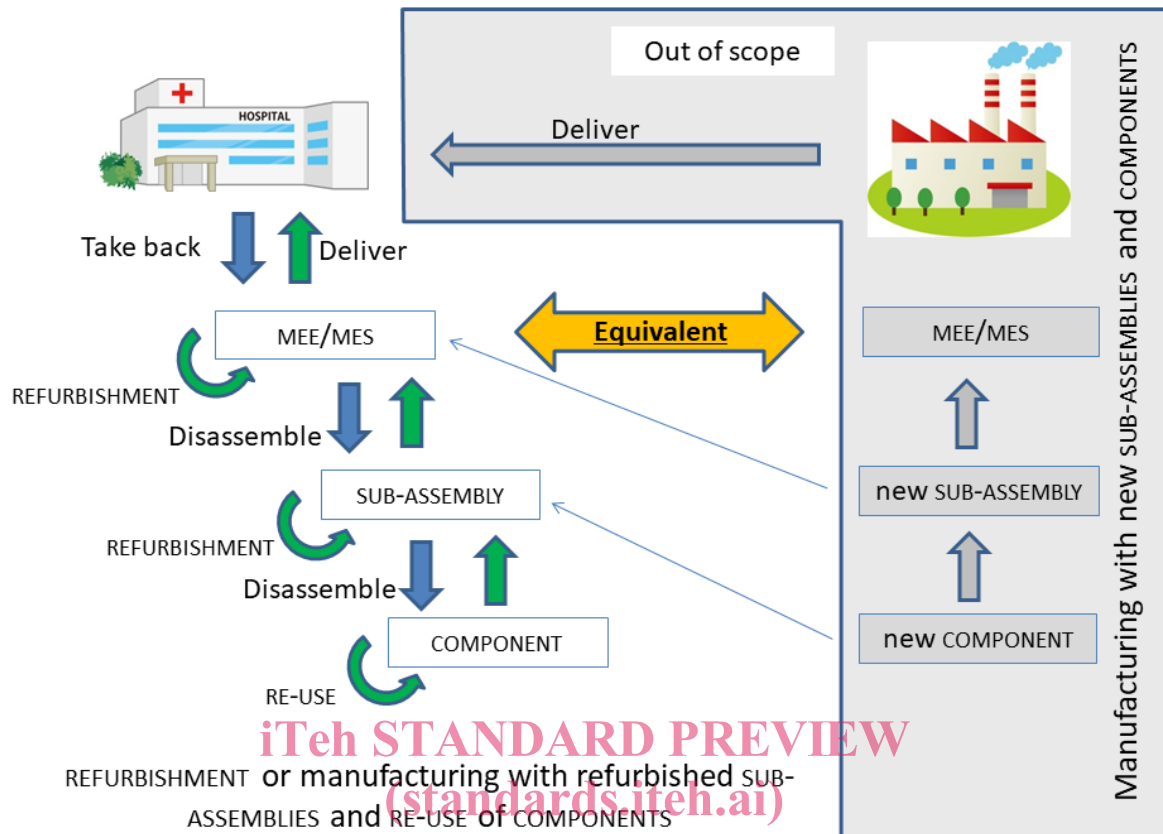 Out of scope
HOSPITAL
Deliver
Take back
Deliver
MEE/MES
Equivalent
MEE/MES
REFURBISHMENT
Disassemble
SUB-ASSEMBLY
new SUB-ASSEMBLY
REFURBISHMENT
Disassemble
COMPONENT
new COMPONENT
RE-USE
Manufacturing with new SUB-ASSEMBLIES and COMPONENTS
iTeh STANDARD PREVIEW
REFURBISHMENT or manufacturing with refurbished SUB-
(standards.iteh.ai)
ASSEMBLIES and RE-USE of COMPONENTS